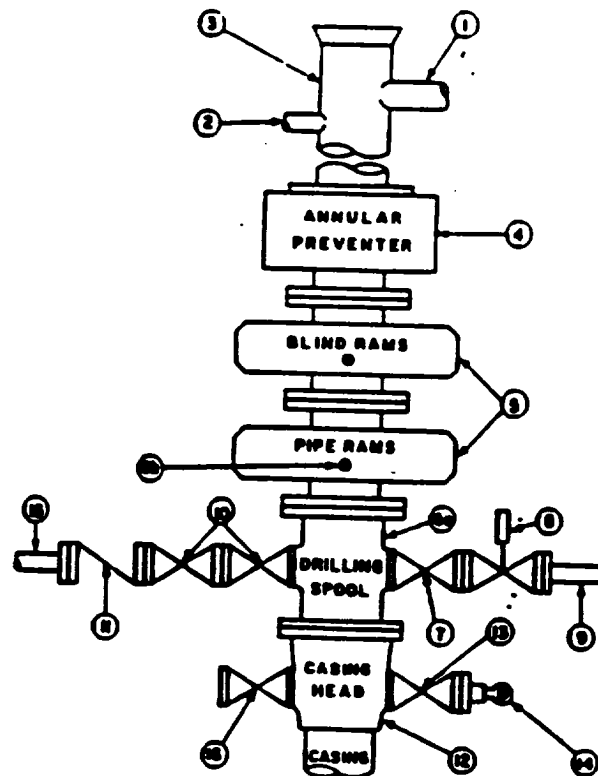 3
1
2
ANNULAR
PREVENTER
4
BLIND RAMS
5
PIPE RAMS
10
8
16
DRILLING
SPOOL
11
7
13
9
CASING
HEAD
12
14
CASING